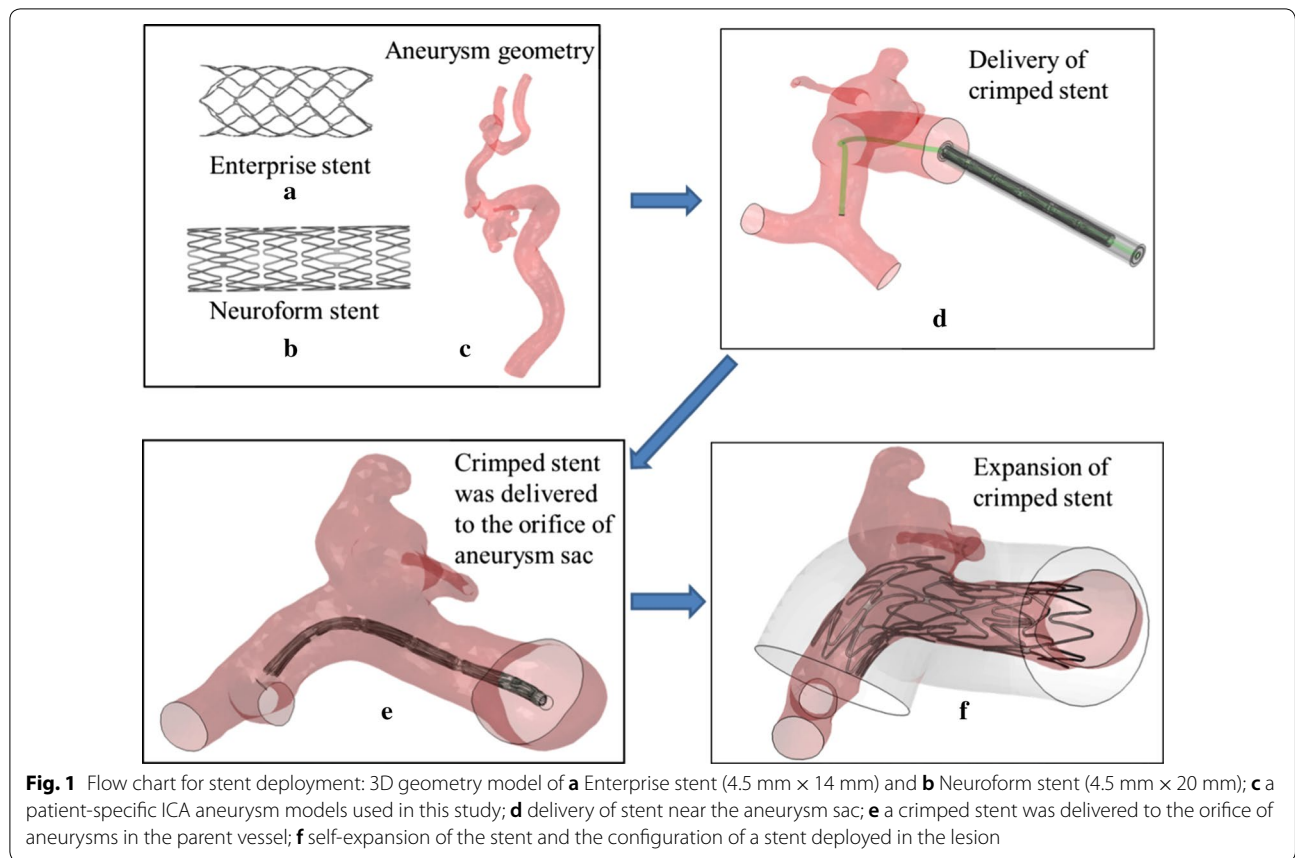 Aneurysm geometry
Enterprise stent
a
Neuroform stent
b
c
Delivery of
crimped stent
d
Crimped stent
was delivered
to the orifice of
aneurysm sac
e
Expansion of
crimped stent
f
Fig. 1 Flow chart for stent deployment: 3D geometry model of a Enterprise stent (4.5 mm × 14 mm) and b Neuroform stent (4.5 mm × 20 mm); c a
patient-specific ICA aneurysm models used in this study; d delivery of stent near the aneurysm sac; e a crimped stent was delivered to the orifice of
aneurysms in the parent vessel; f self-expansion of the stent and the configuration of a stent deployed in the lesion